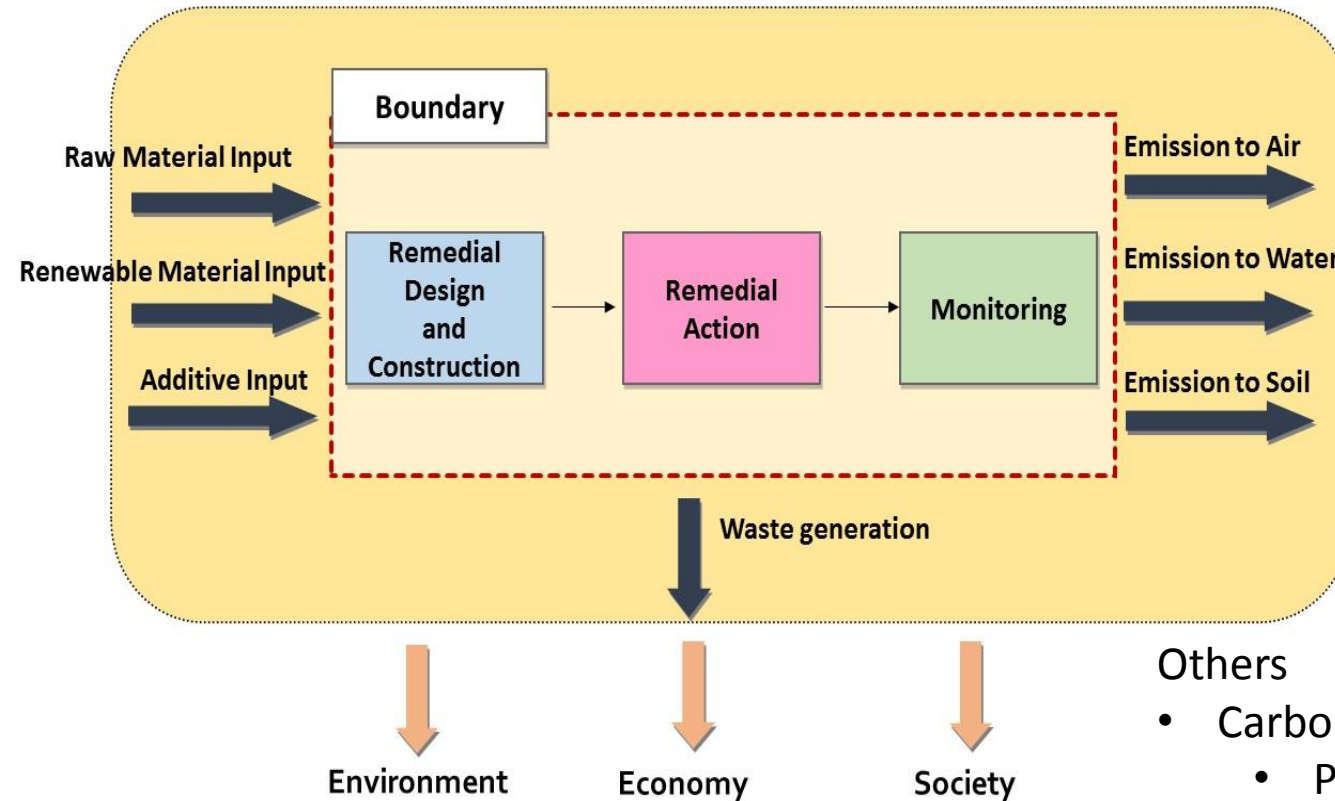 Boundary
Raw Material Input
Renewable Material Input
Additive Input
Remedial
Design
and
Construction
Remedial
Action
Monitoring
Emission to Air
Emission to Water
Emission to Soil
Waste generation
Environment
Economy
Society
Others
•
•